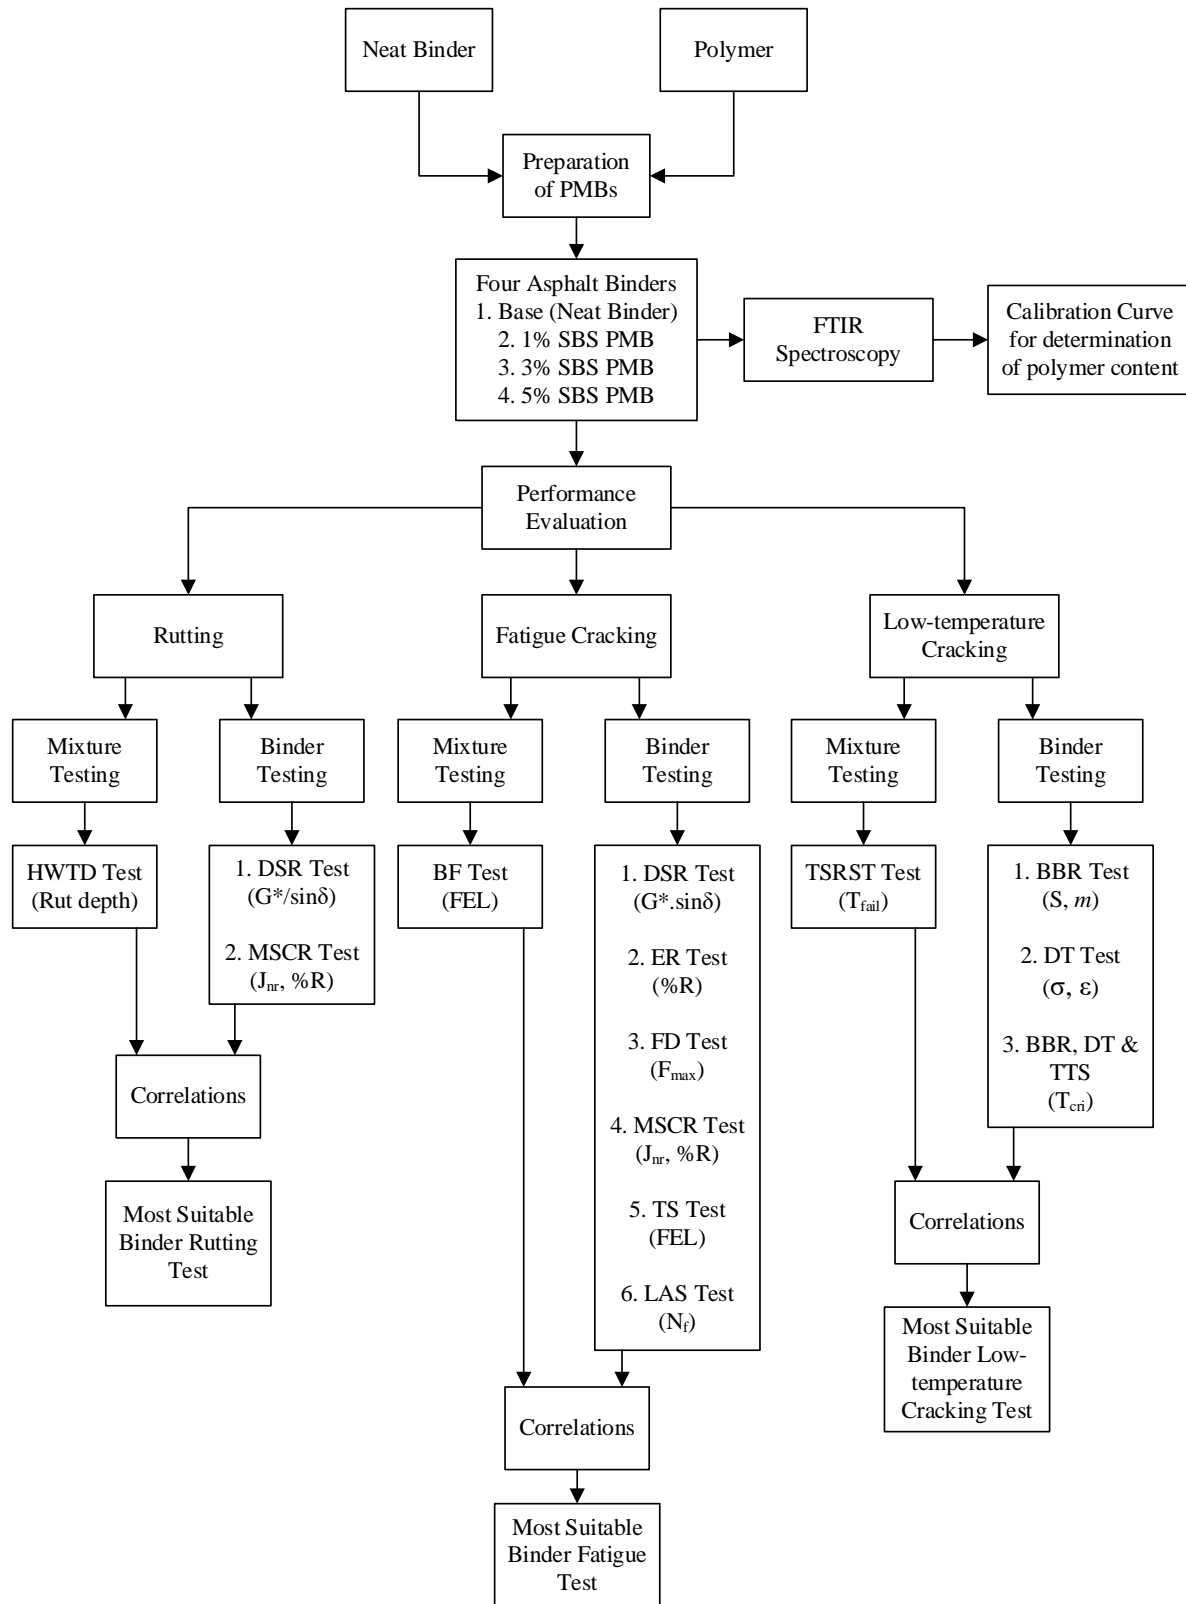 Neat Binder
Polymer
Preparation
of PMBs
Four Asphalt Binders
1. Base (Neat Binder)
2. 1% SBS PMB
3. 3% SBS PMB
4. 5% SBS PMB
FTIR
Spectroscopy
Calibration Curve
for determination
of polymer content
Performance
Evaluation
Rutting
Fatigue Cracking
Low-temperature
Cracking
Mixture
Testing
Binder
Testing
Mixture
Testing
Binder
Testing
Mixture
Testing
Binder
Testing
HWTD Test
(Rut depth)
1. DSR Test
(G*/sinδ)
2. MSCR Test
(Jnr, %R)
BF Test
(FEL)
1. DSR Test
(G*.sinδ)
2. ER Test
(%R)
3. FD Test
(Fmax)
4. MSCR Test
(Jnr, %R)
5. TS Test
(FEL)
6. LAS Test
(Nf)
TSRST Test
(Tfail)
1. BBR Test
(S, m)
2. DT Test
(σ, ε)
3. BBR, DT &
TTS
(Tcri)
Correlations
Most Suitable
Binder Rutting
Test
Correlations
Most Suitable
Binder Fatigue
Test
Correlations
Most Suitable
Binder Low-
temperature
Cracking Test